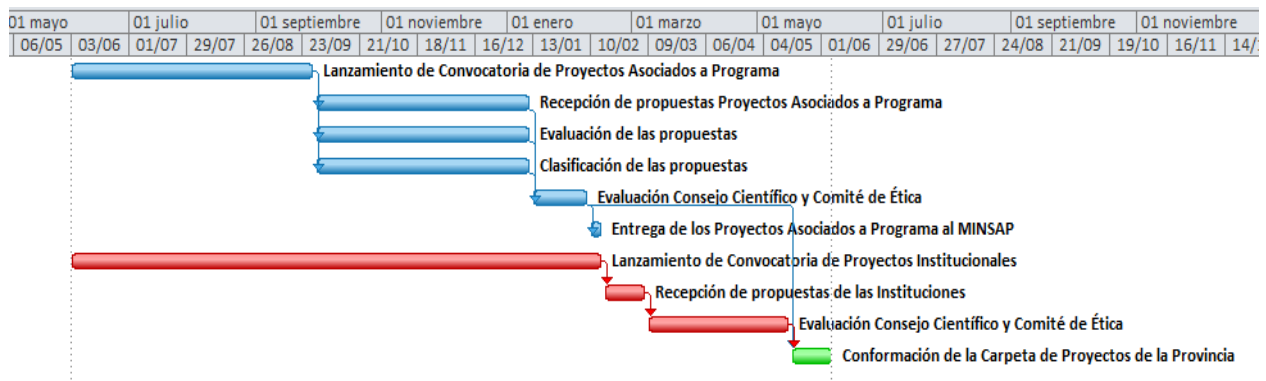 01 mayo 01 julio 01 septiembre 01 noviembre 01 enero 01 marzo 01 mayo 01 julio 01 septiembre 01 noviembre
06/05 03/06 01/07 29/07 26/08 23/09 21/10 18/11 16/12 13/01 10/02 09/03 06/04 04/05 01/06 29/06 27/07 24/08 21/09 19/10 16/11 14/
Lanzamiento de Convocatoria de Proyectos Asociados a Programa
Recepción de propuestas Proyectos Asociados a Programa
Evaluación de las propuestas
Clasificación de las propuestas
Evaluación Consejo Científico y Comité de Ética
Entrega de los Proyectos Asociados a Programa al MINSAP
Lanzamiento de Convocatoria de Proyectos Institucionales
Recepción de propuestas de las Instituciones
Evaluación Consejo Científico y Comité de Ética
Conformación de la Carpeta de Proyectos de la Provincia